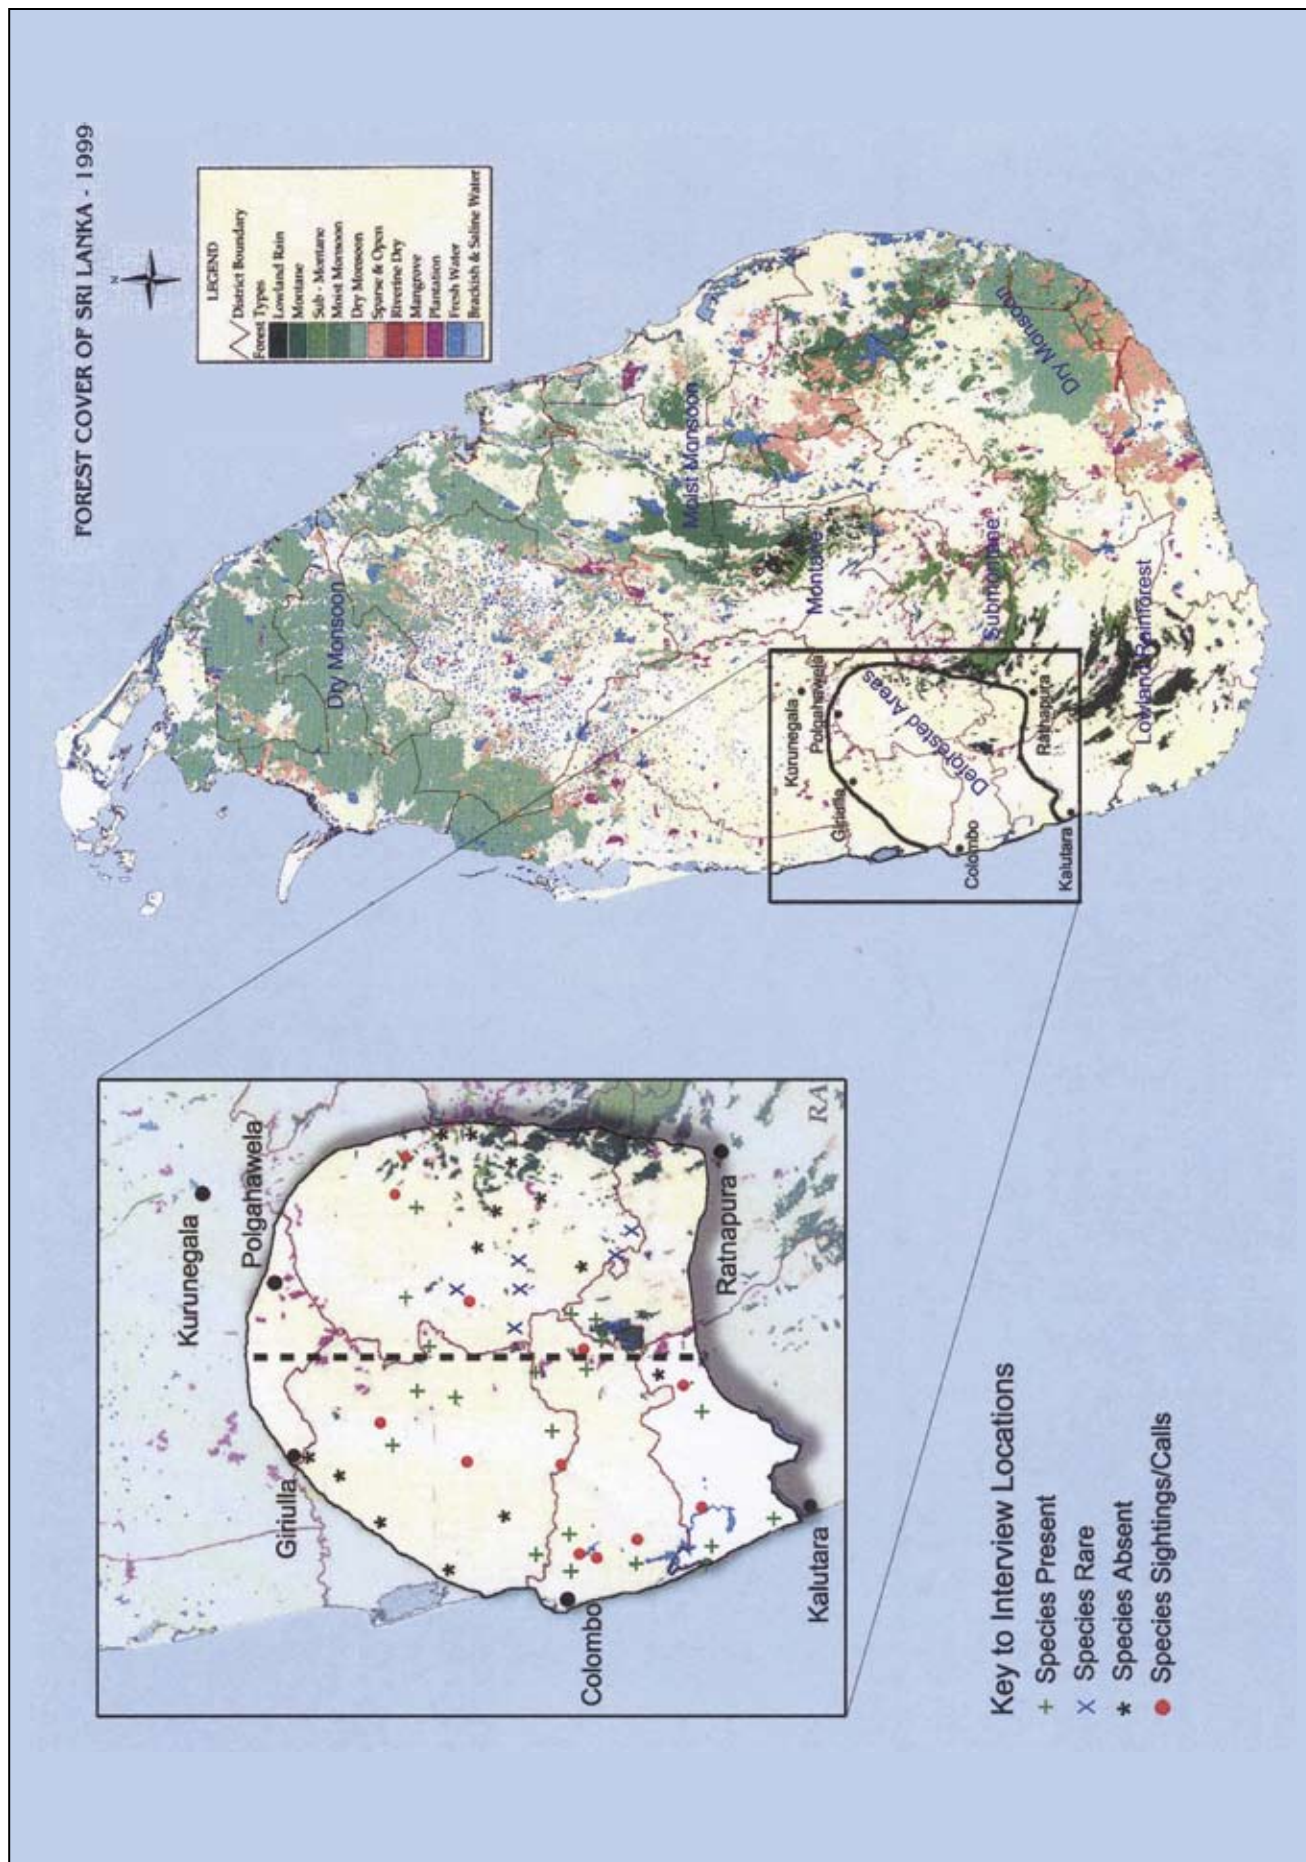 FOREST COVER OF SRI LANKA - 1999
N
LEGEND
District Boundary
Forest Types
Lowland Rain
Montane
Sub - Montane
Moist Monsoon
Dry Monsoon
Sparse & Open
Riverine Dry
Mangrove
Plantation
Fresh Water
Brackish & Saline Water
Dry Monsoon
Moist Monsoon
Montane
Submontane
Dry Monsoon
Lowland Rainforest
Deforested Areas
Kurunegala
Polgahawela
Giriulla
Colombo
Ratnapura
Kalutara
Kurunegala
Polgahawela
Giriulla
Colombo
Ratnapura
Kalutara
RA
Key to Interview Locations
Species Present
Species Rare
Species Absent
Species Sightings/Calls